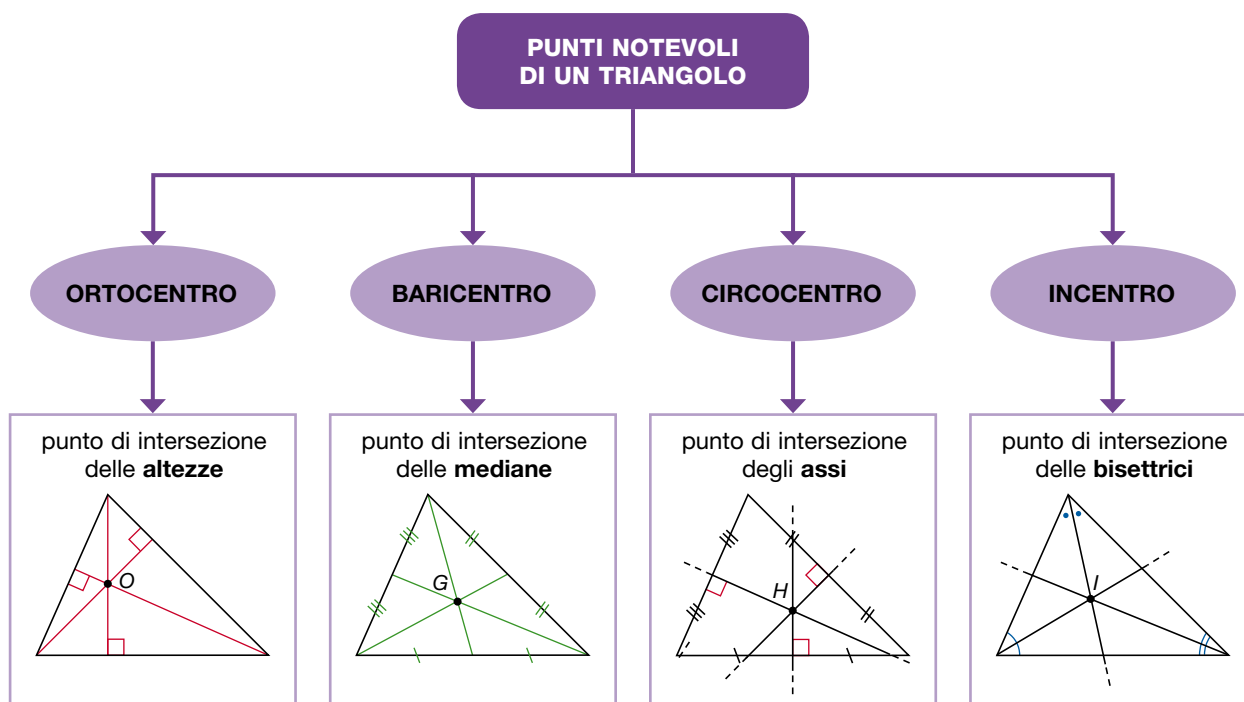 PUNTI NOTEVOLI
DI UN TRIANGOLO
ORTOCENTRO
BARICENTRO
CIRCOCENTRO
INCENTRO
punto di intersezione
delle altezze
O
punto di intersezione
delle mediane
G
punto di intersezione
degli assi
H
punto di intersezione
delle bisettrici
I